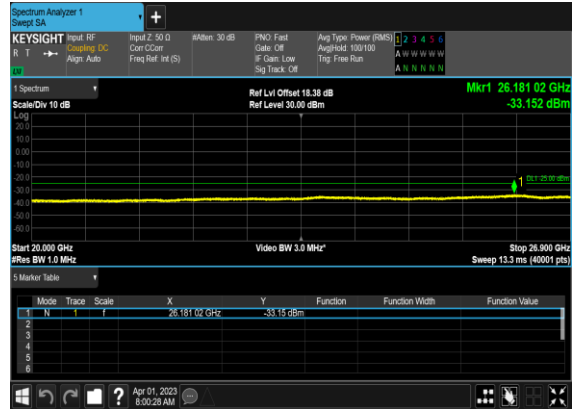 Spectrum Analyzer 1
Swept SA
+
KEYSIGHT Input: RF Input Z: 50 Ω #Atten: 30 dB PNO: Fast Avg Type: Power (RMS) 1 2 3 4 5 6
R T Coupling: DC Corr CCorr Gate: Off Avg|Hold: 100/100 A W W W W W
Align: Auto Freq Ref: Int (S) IF Gain: Low Trig: Free Run
Sig Track: Off A N N N N N
1 Spectrum Ref Lvl Offset 18.38 dB Mkr1 26.181 02 GHz
Scale/Div 10 dB Ref Level 30.00 dBm -33.152 dBm
Log
20.0
10.0
0.00
-10.0
-20.0
1 DL1 -25.00 dBm
-30.0
-40.0
-50.0
-60.0
Start 20.000 GHz Video BW 3.0 MHz* Stop 26.900 GHz
#Res BW 1.0 MHz Sweep 13.3 ms (40001 pts)
5 Marker Table
Mode Trace Scale X Y Function Function Width Function Value
1 N 1 f 26.181 02 GHz -33.15 dBm
2
3
4
5
6
? Apr 01, 2023
8:00:28 AM